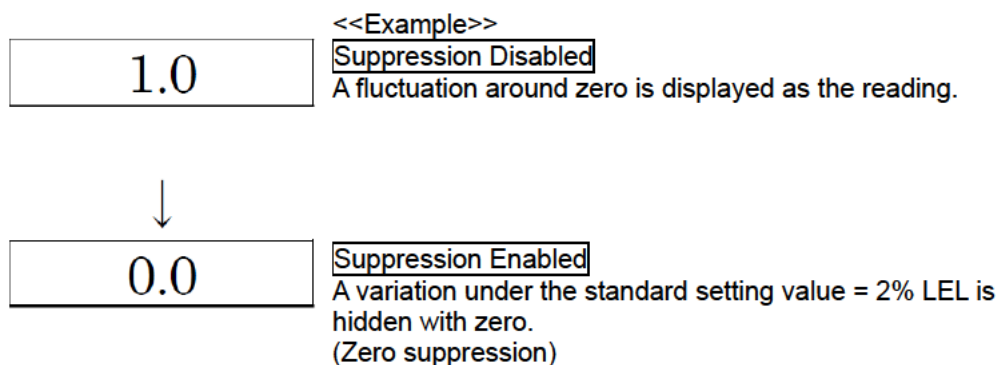 <<Example>>
1.0
Suppression Disabled
A fluctuation around zero is displayed as the reading.
↓
0.0
Suppression Enabled
A variation under the standard setting value = 2% LEL is
hidden with zero.
(Zero suppression)